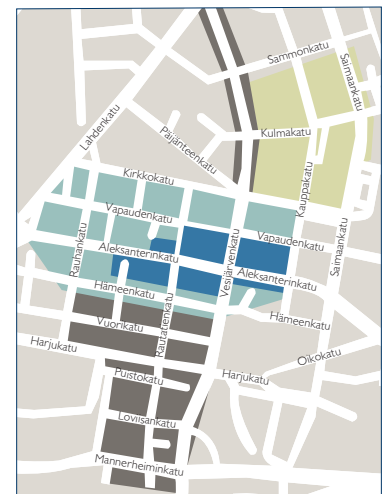 Sammonkatu
Saimaankatu
Lahdenkatu
Päijänteenkatu
Kulmakatu
Kirkkokatu
Kauppakatu
Vapaudenkatu
Vapaudenkatu
Rauhankatu
Aleksanterinkatu
Vesijärvenkatu
Saimaankatu
Aleksanterinkatu
Hämeenkatu
Rautatienkatu
Hämeenkatu
Vuorikatu
Harjukatu
Oikokatu
Puistokatu
Harjukatu
Loviisankatu
Mannerheiminkatu